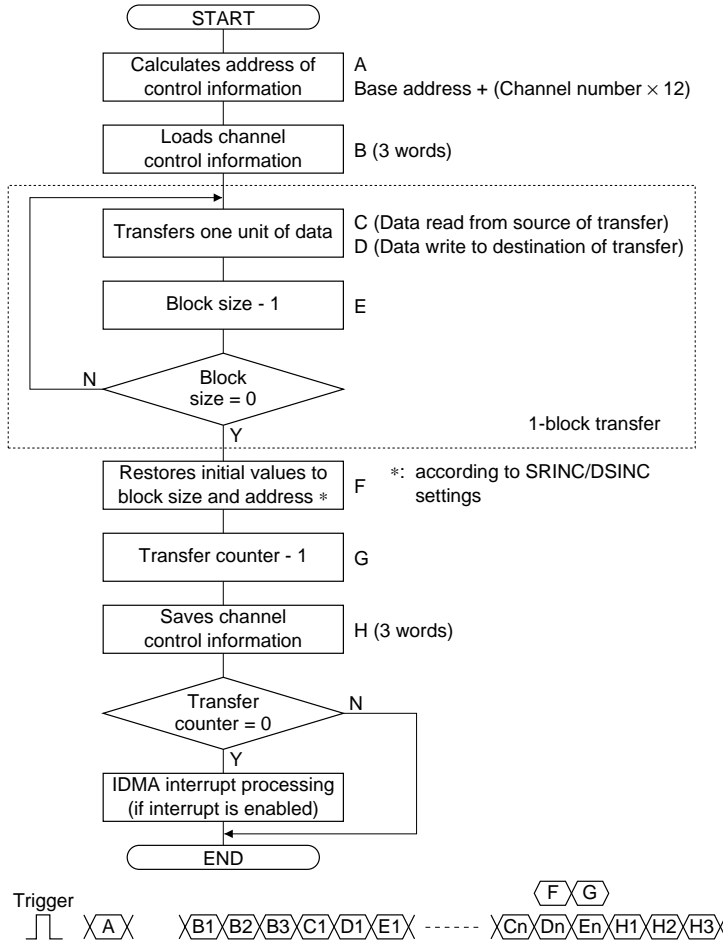 START
Calculates address of
control information
A
Base address + (Channel number × 12)
Loads channel
control information
B (3 words)
Transfers one unit of data
C (Data read from source of transfer)
D (Data write to destination of transfer)
Block size - 1
E
N
Block
size = 0
Y
1-block transfer
Restores initial values to
block size and address ∗
F
∗: according to SRINC/DSINC
settings
Transfer counter - 1
G
Saves channel
control information
H (3 words)
Transfer
counter = 0
N
Y
IDMA interrupt processing
(if interrupt is enabled)
END
Trigger
F G
A B1 B2 B3 C1 D1 E1 Cn Dn En H1 H2 H3